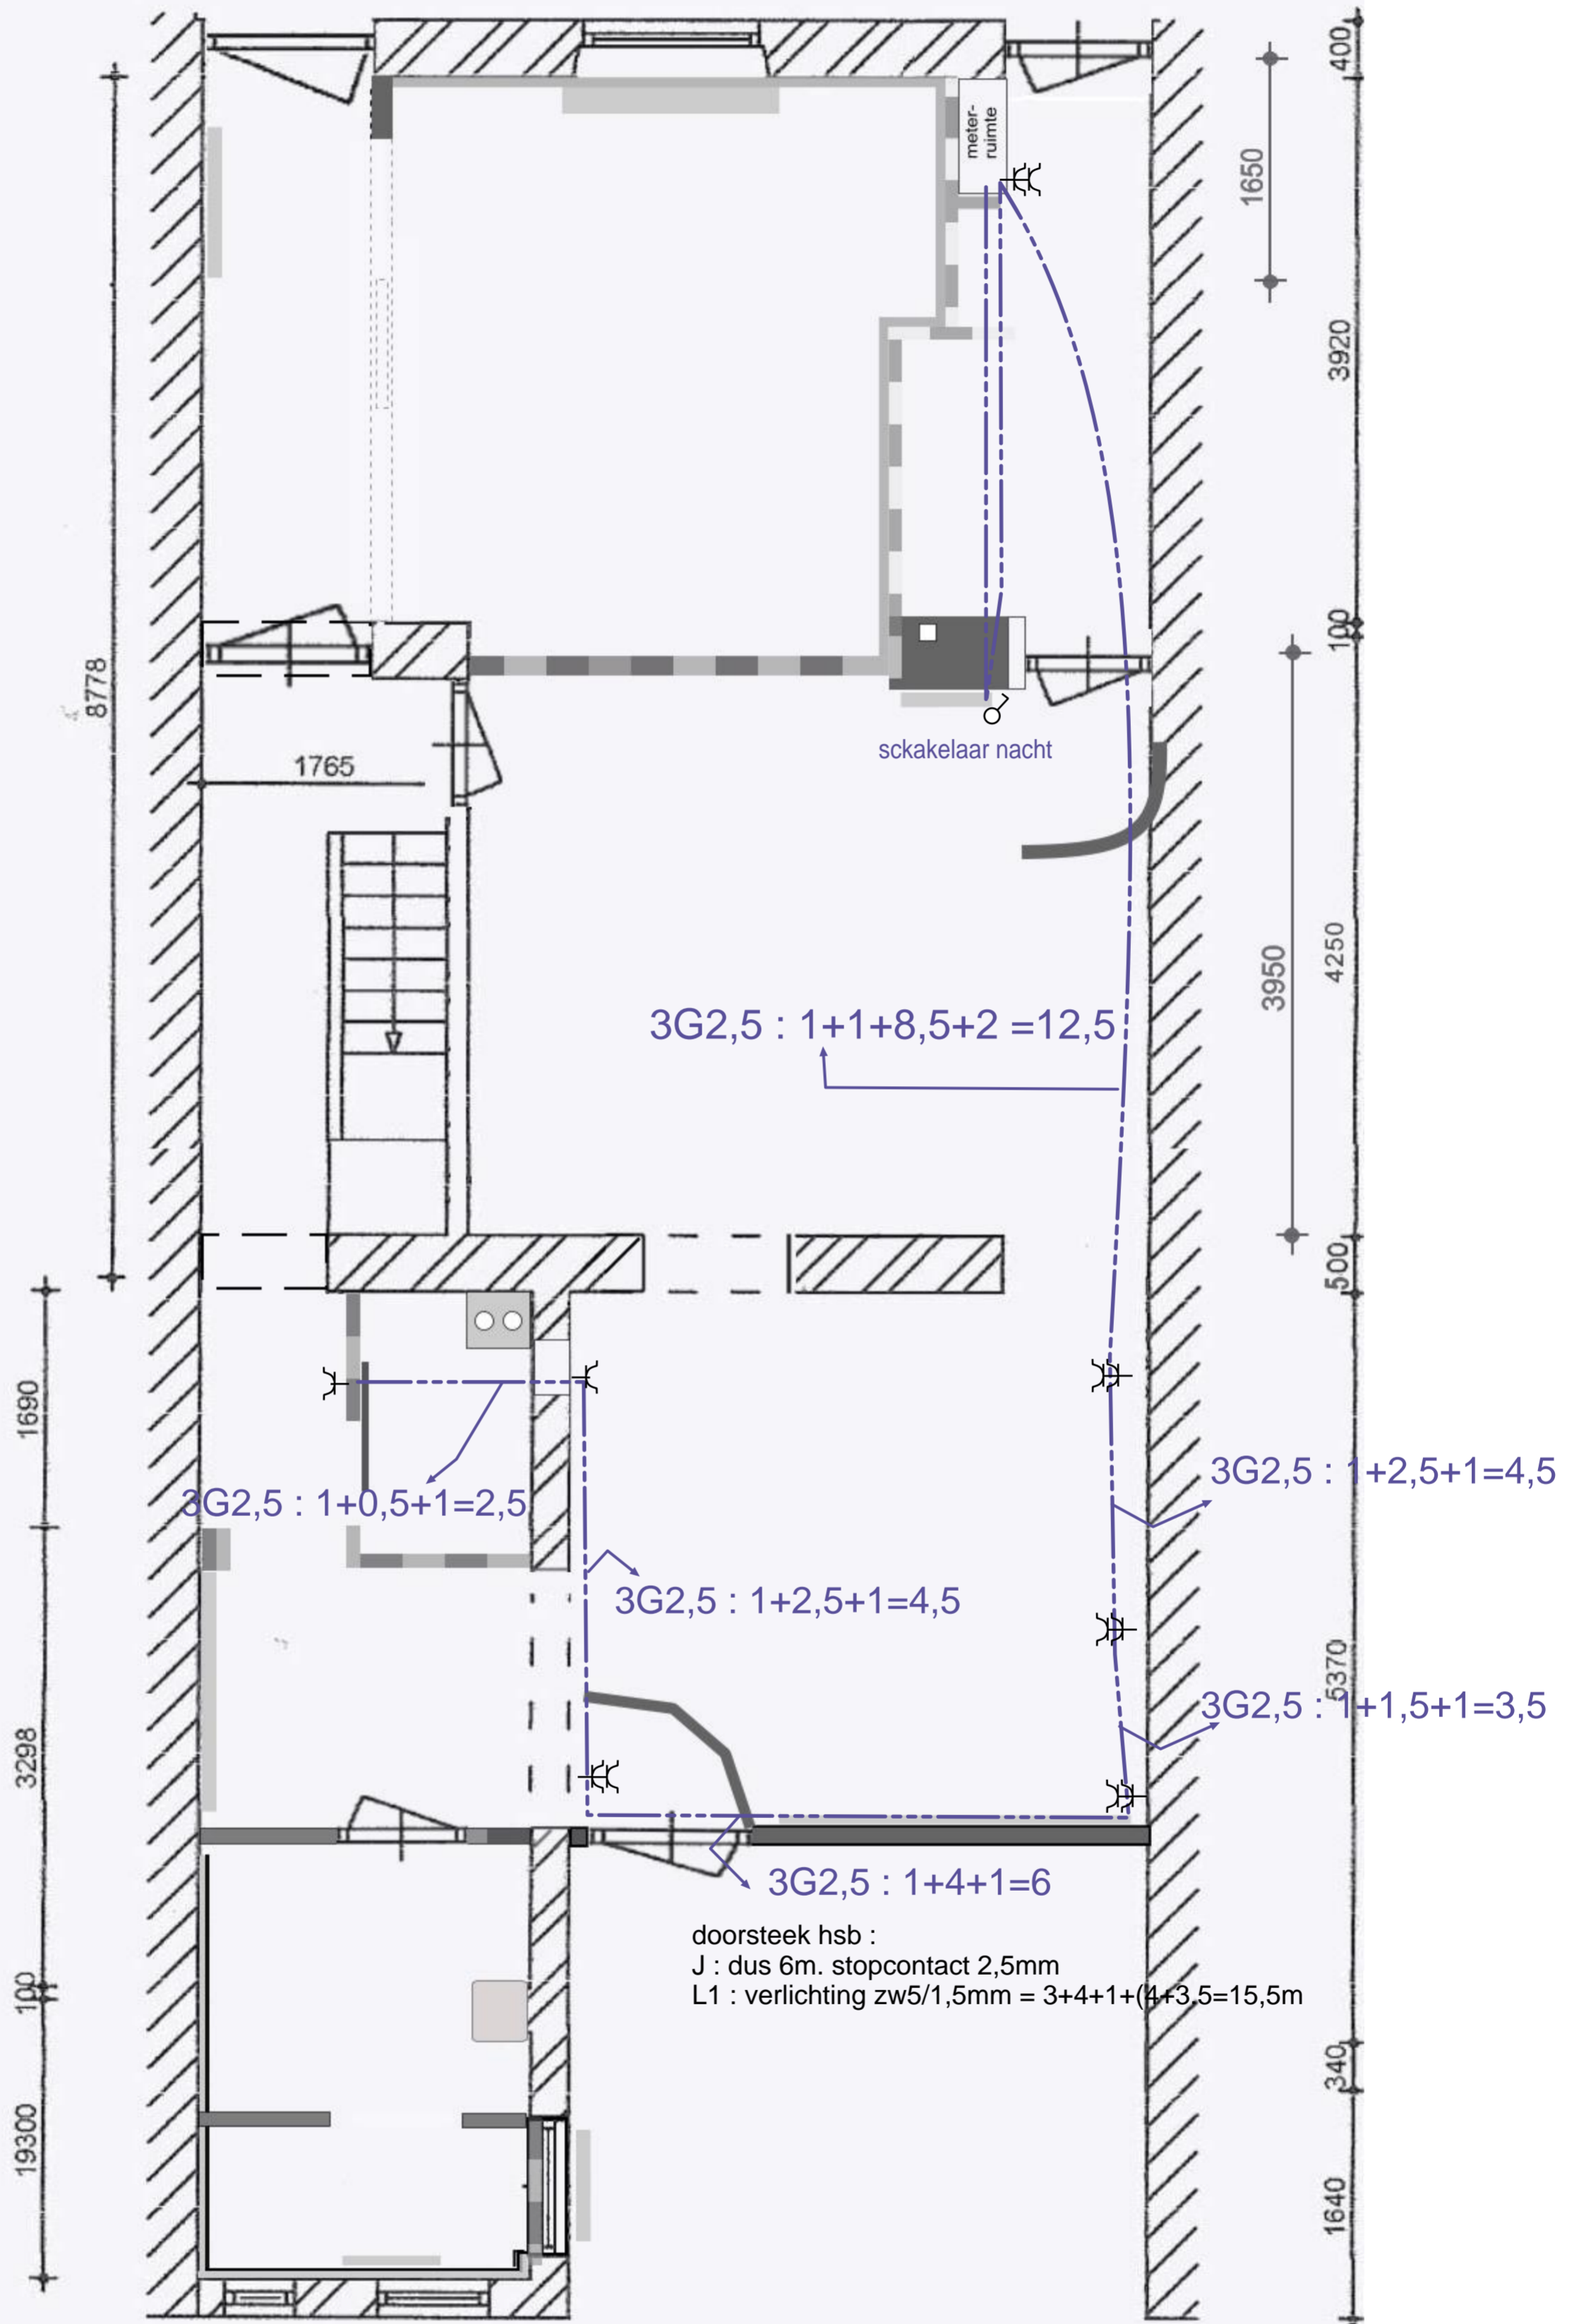 400
meter-
ruimte
1650
3920
100
8778
sckakelaar nacht
1765
3950
4250
3G2,5 : 1+1+8,5+2 =12,5
500
1690
3G2,5 : 1+2,5+1=4,5
3G2,5 : 1+0,5+1=2,5
3G2,5 : 1+2,5+1=4,5
5370
3G2,5 : 1+1,5+1=3,5
3298
3G2,5 : 1+4+1=6
doorsteek hsb :
J : dus 6m. stopcontact 2,5mm
L1 : verlichting zw5/1,5mm = 3+4+1+(4+3,5=15,5m
100
340
19300
1640